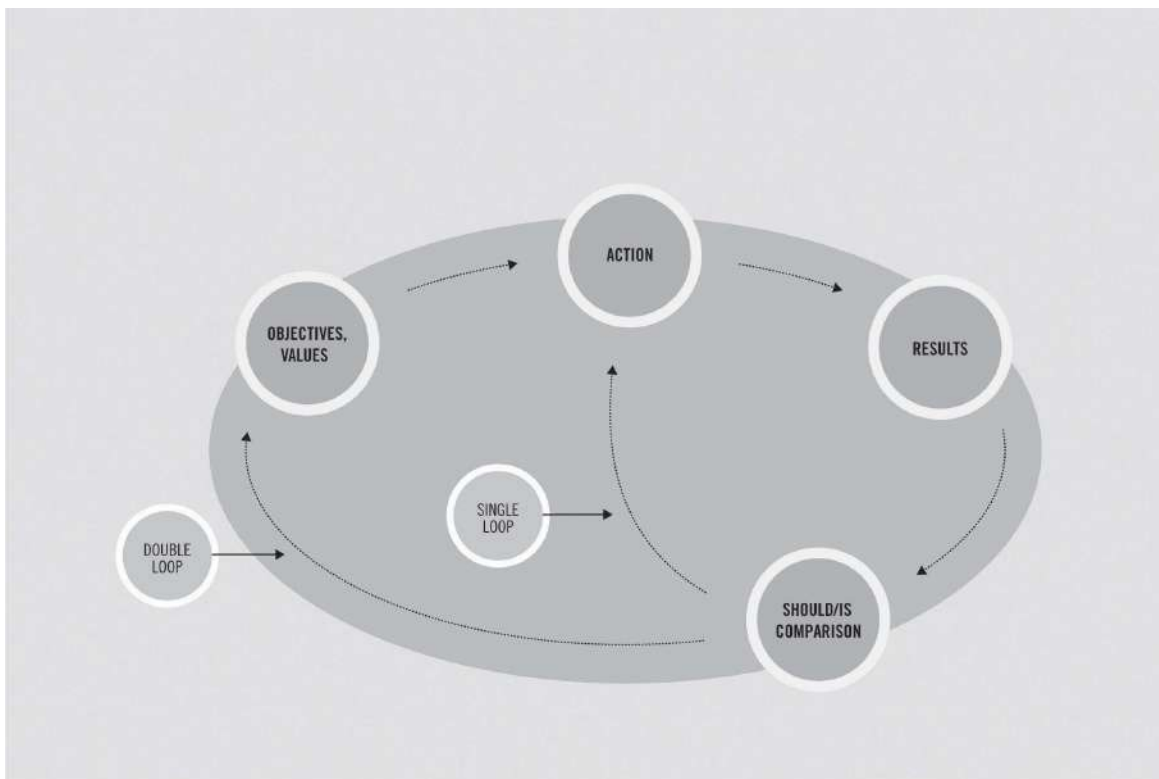 ACTION
OBJECTIVES,
VALUES
RESULTS
SINGLE
LOOP
DOUBLE
LOOP
SHOULD/IS
COMPARISON